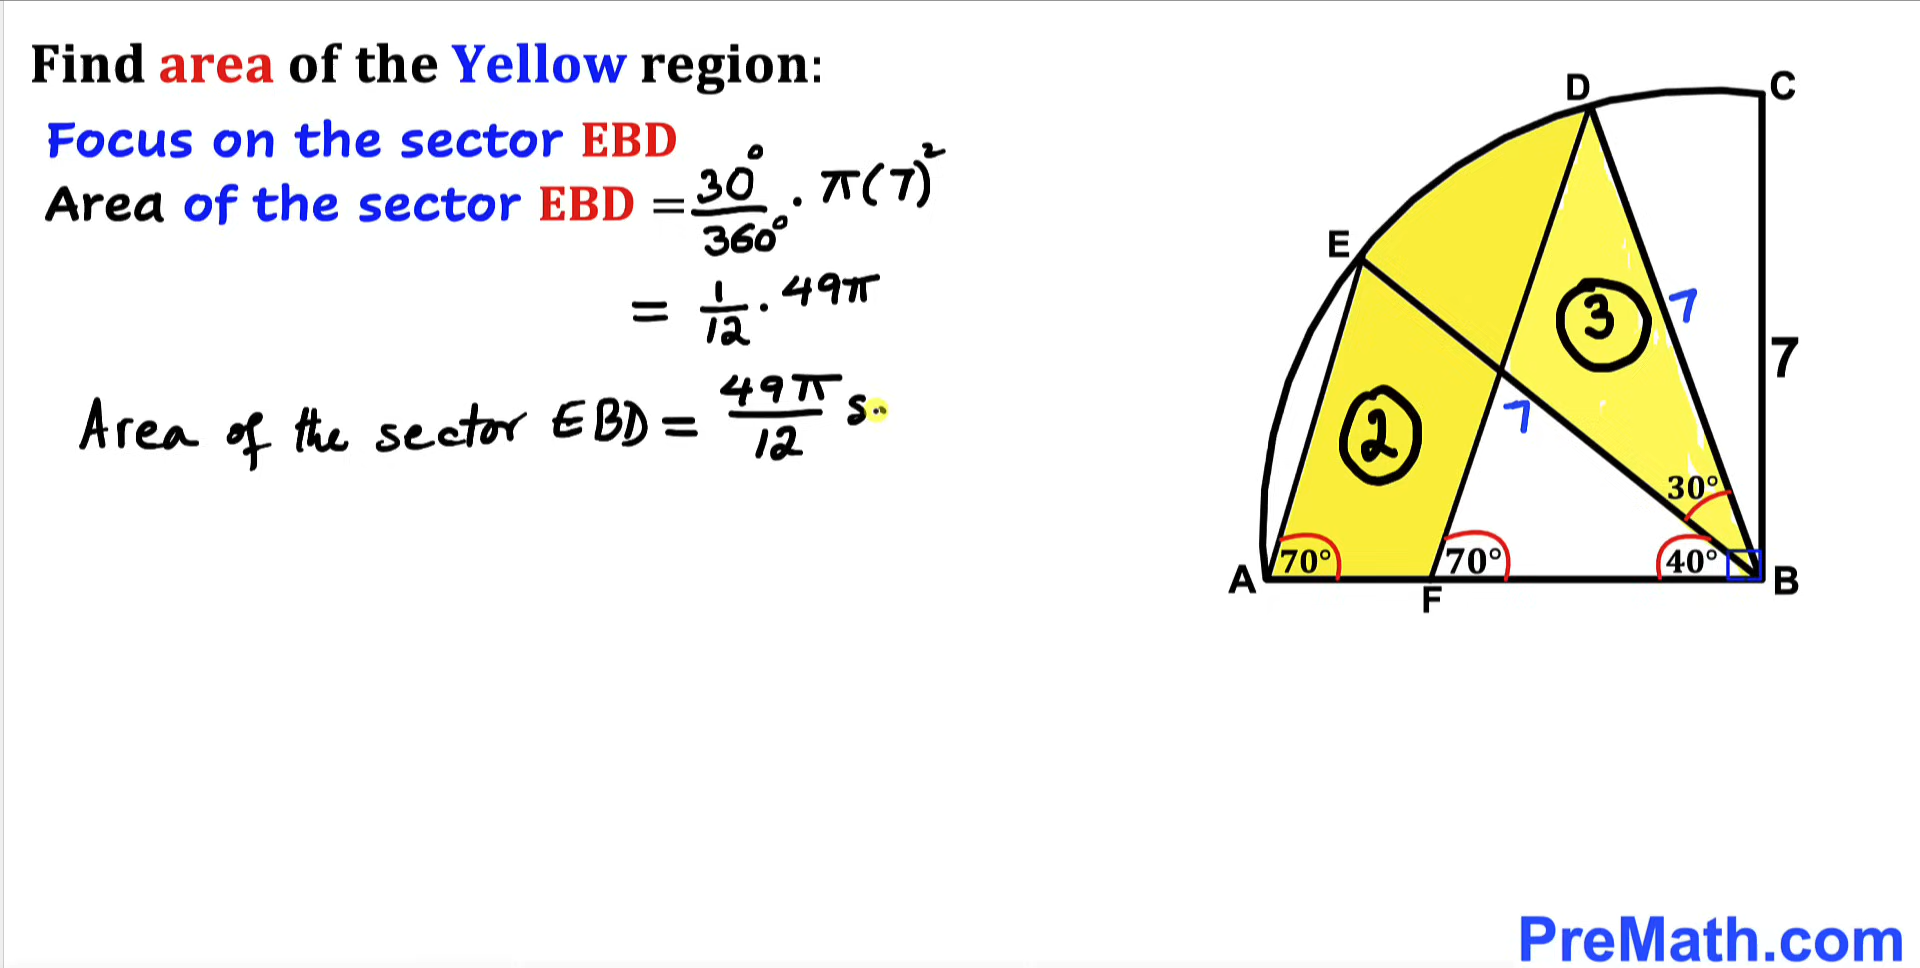 Find area of the Yellow region:
Focus on the sector EBD
Area of the sector EBD = 30°/360° · π(7)²
= 1/12 · 49π
Area of the sector EBD = 49π/12 s
D
C
E
3
7
7
2
7
30°
70°
70°
40°
A
F
B
PreMath.com